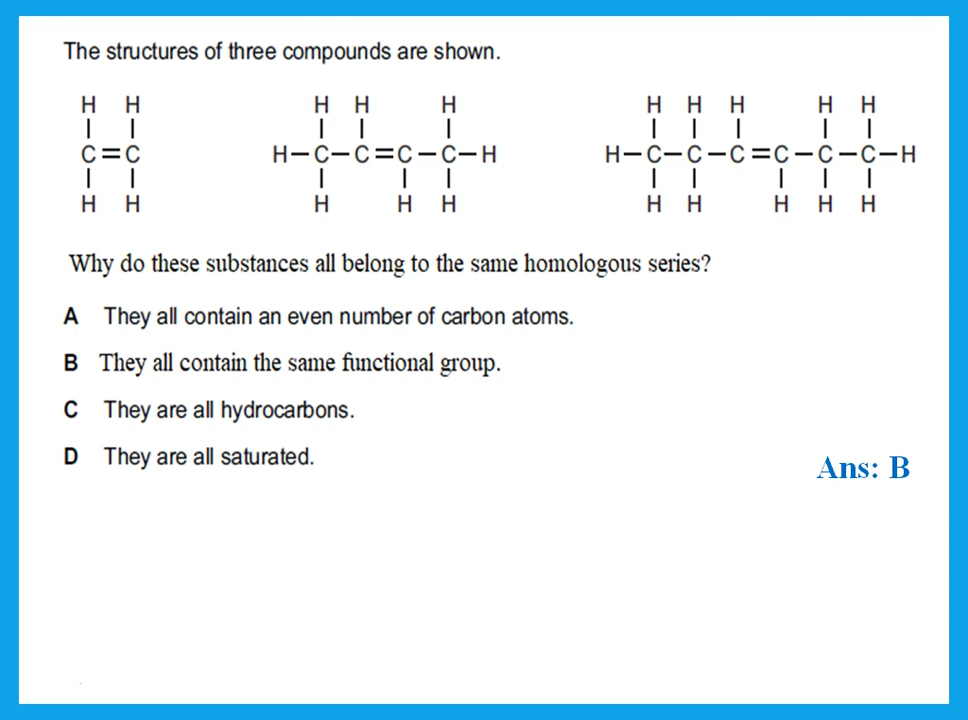 The structures of three compounds are shown.
H H H H H H H H H H
C=C H–C–C=C–C–H H–C–C–C=C–C–C–H
H H H H H H H H H H
Why do these substances all belong to the same homologous series?
A They all contain an even number of carbon atoms.
B They all contain the same functional group.
C They are all hydrocarbons.
D They are all saturated.
Ans: B